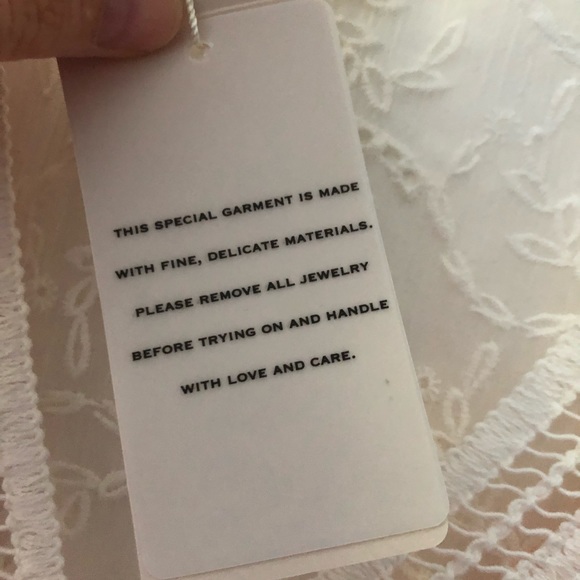 THIS SPECIAL GARMENT IS MADE
WITH FINE, DELICATE MATERIALS.
PLEASE REMOVE ALL JEWELRY
BEFORE TRYING ON AND HANDLE
WITH LOVE AND CARE.